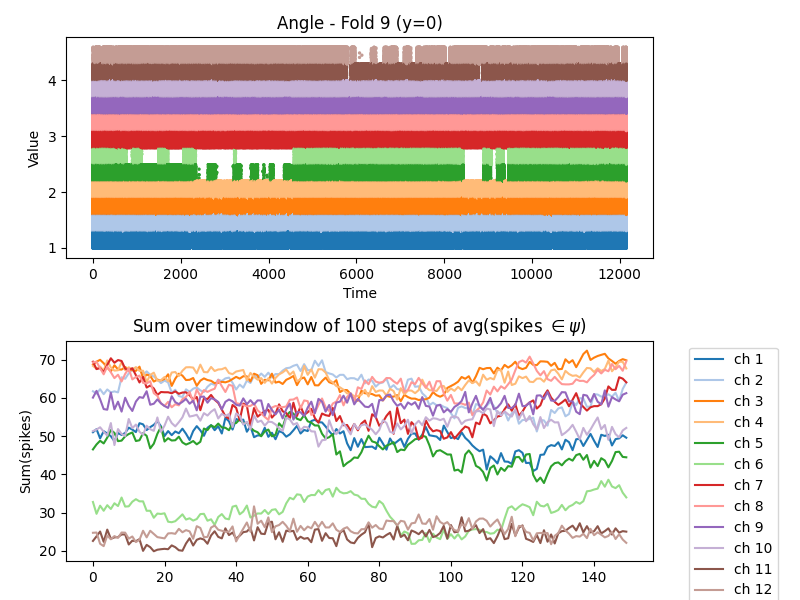 Angle - Fold 9 (y=0)
Value
4
3
2
1
0 2000 4000 6000 8000 10000 12000
Time
Sum over timewindow of 100 steps of avg(spikes ∈ψ)
Sum(spikes)
70
60
50
40
30
20
0 20 40 60 80 100 120 140
ch 1
ch 2
ch 3
ch 4
ch 5
ch 6
ch 7
ch 8
ch 9
ch 10
ch 11
ch 12